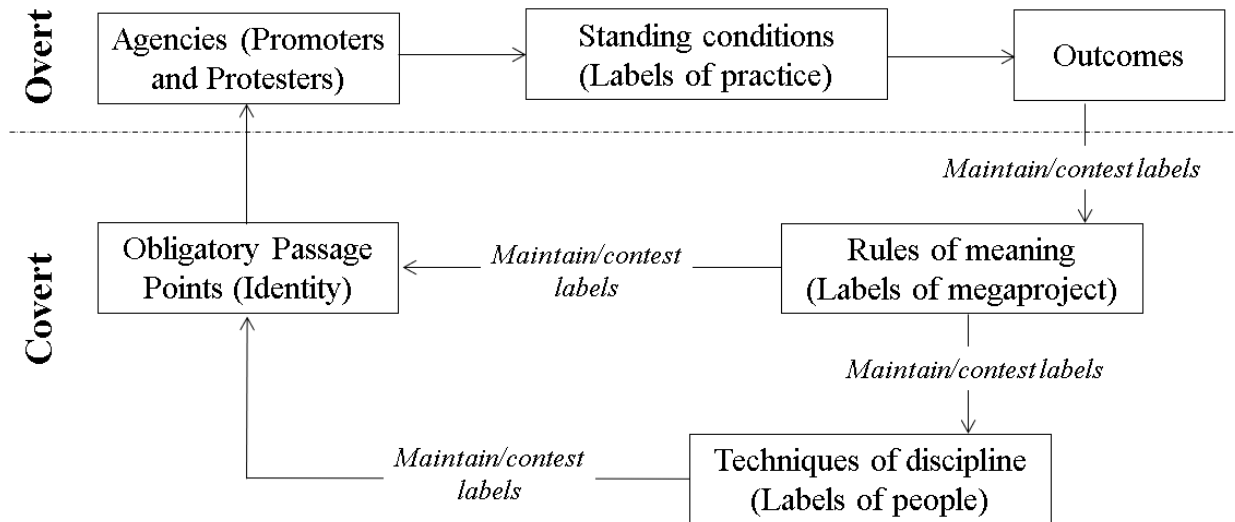 Overt
Agencies (Promoters
and Protesters)
Standing conditions
(Labels of practice)
Outcomes
Maintain/contest labels
Covert
Obligatory Passage
Points (Identity)
Maintain/contest
labels
Rules of meaning
(Labels of megaproject)
Maintain/contest labels
Maintain/contest
labels
Techniques of discipline
(Labels of people)